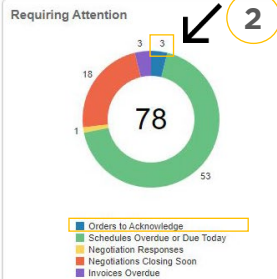 Requiring Attention
2
3 3
18
78
1
53
Orders to Acknowledge
Schedules Overdue or Due Today
Negotiation Responses
Negotiations Closing Soon
Invoices Overdue